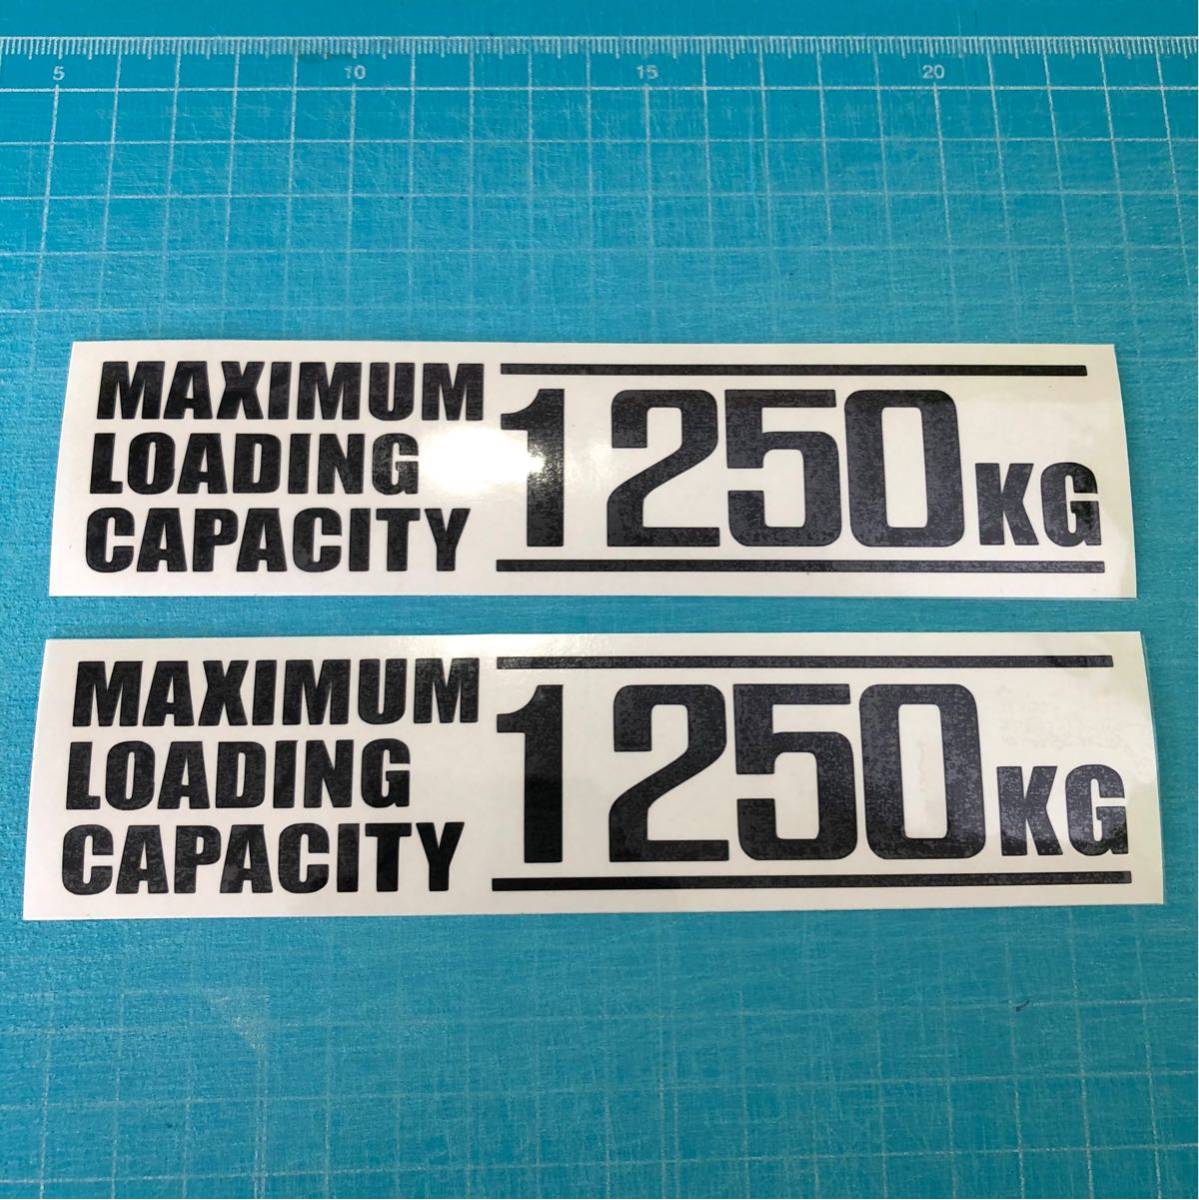 5 10 15 20
MAXIMUM
LOADING
CAPACITY
1250KG
MAXIMUM
LOADING
CAPACITY
1250KG